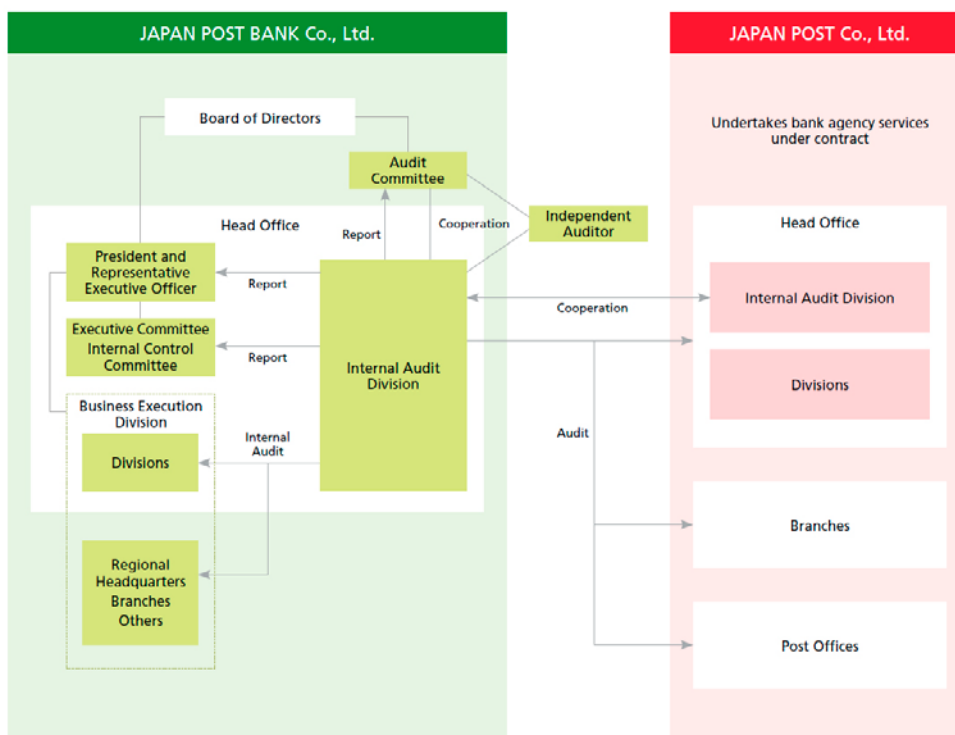 JAPAN POST BANK Co., Ltd.
JAPAN POST Co., Ltd.
Board of Directors
Undertakes bank agency services
under contract
Audit
Committee
Head Office
Report
Cooperation
Independent
Auditor
Head Office
President and
Representative
Executive Officer
Report
Internal Audit Division
Cooperation
Executive Committee
Internal Control
Committee
Report
Internal Audit
Division
Divisions
Business Execution
Division
Internal
Audit
Audit
Divisions
Branches
Regional
Headquarters
Branches
Others
Post Offices